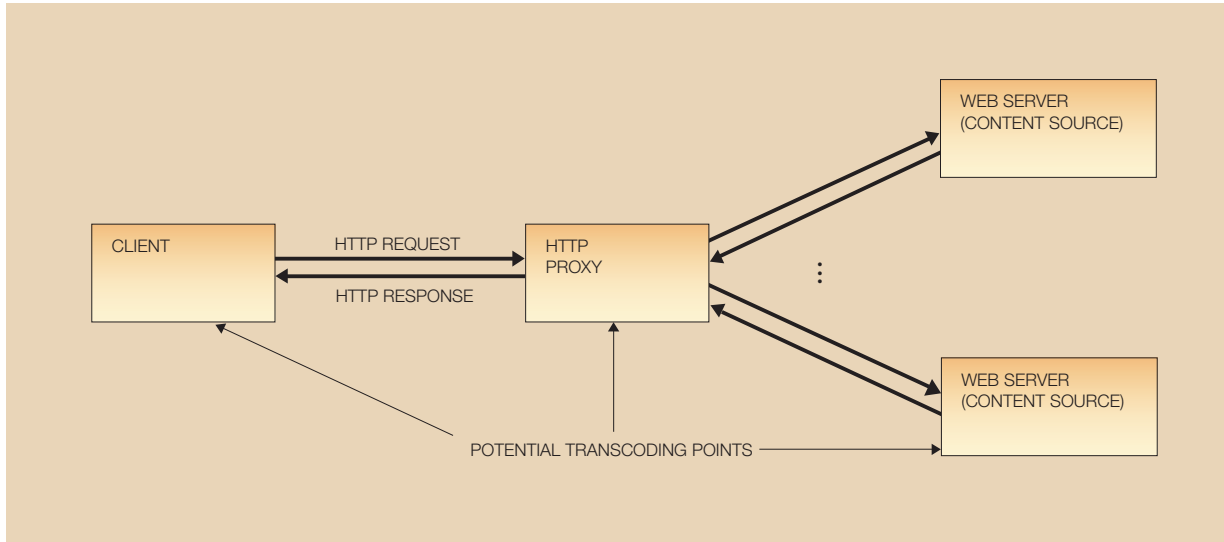 WEB SERVER
(CONTENT SOURCE)
CLIENT
HTTP REQUEST
HTTP RESPONSE
HTTP
PROXY
WEB SERVER
(CONTENT SOURCE)
POTENTIAL TRANSCODING POINTS